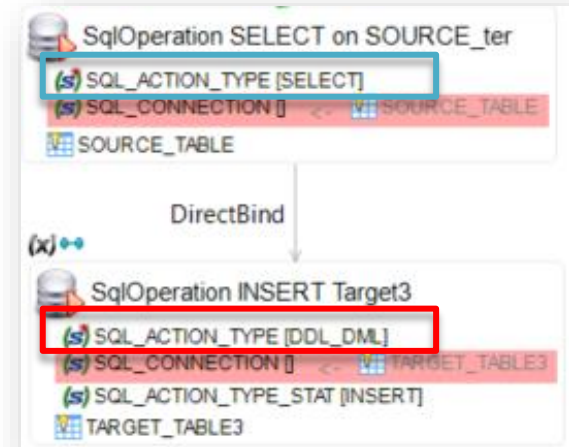 SqlOperation SELECT on SOURCE_ter
(s) SQL_ACTION_TYPE [SELECT]
(s) SQL_CONNECTION [] <- SOURCE_TABLE
SOURCE_TABLE
DirectBind
(x)
SqlOperation INSERT Target3
(s) SQL_ACTION_TYPE [DDL_DML]
(s) SQL_CONNECTION [] <- TARGET_TABLE3
(s) SQL_ACTION_TYPE_STAT [INSERT]
TARGET_TABLE3